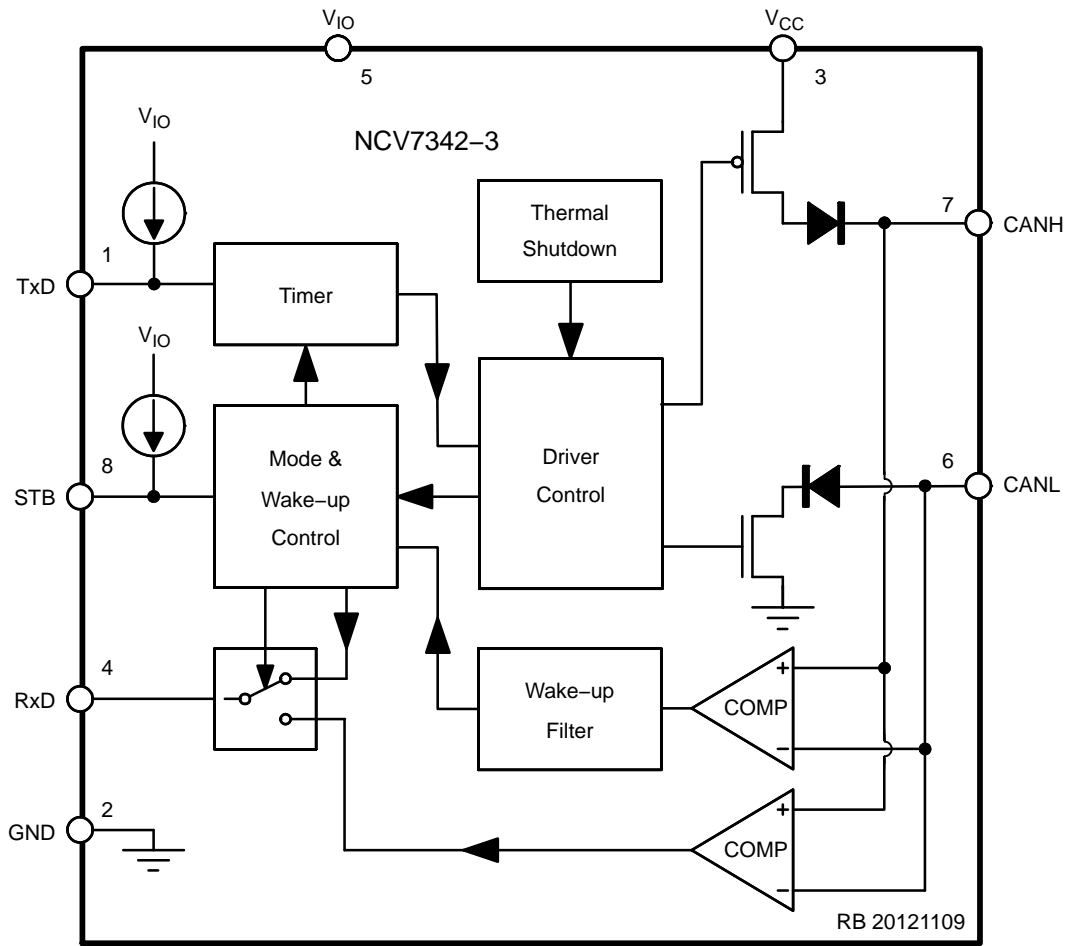 VIO
VCC
5
3
VIO
NCV7342−3
Thermal
Shutdown
7
CANH
1
TxD
Timer
VIO
8
STB
Mode &
Wake−up
Control
Driver
Control
6
CANL
4
RxD
Wake−up
Filter
+
COMP
−
2
GND
+
COMP
−
RB 20121109